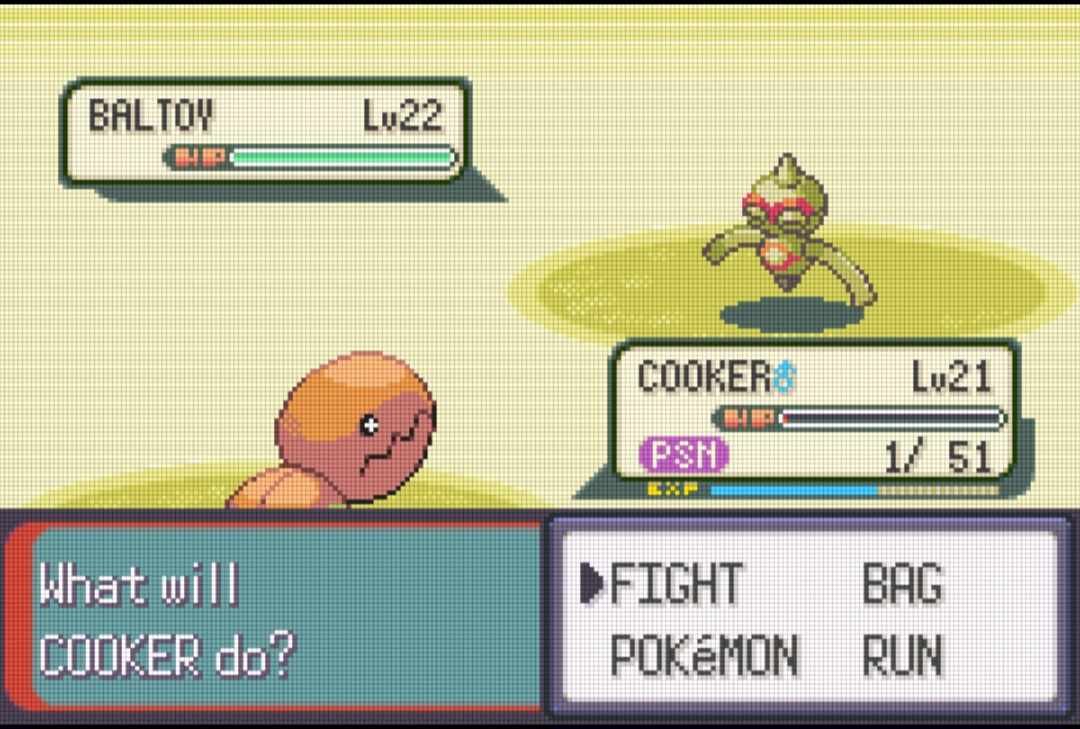 BALTOY Lv22
HP
COOKER♂ Lv21
HP
PSN 1/ 51
EXP
What will
COOKER do?
FIGHT BAG
POKéMON RUN